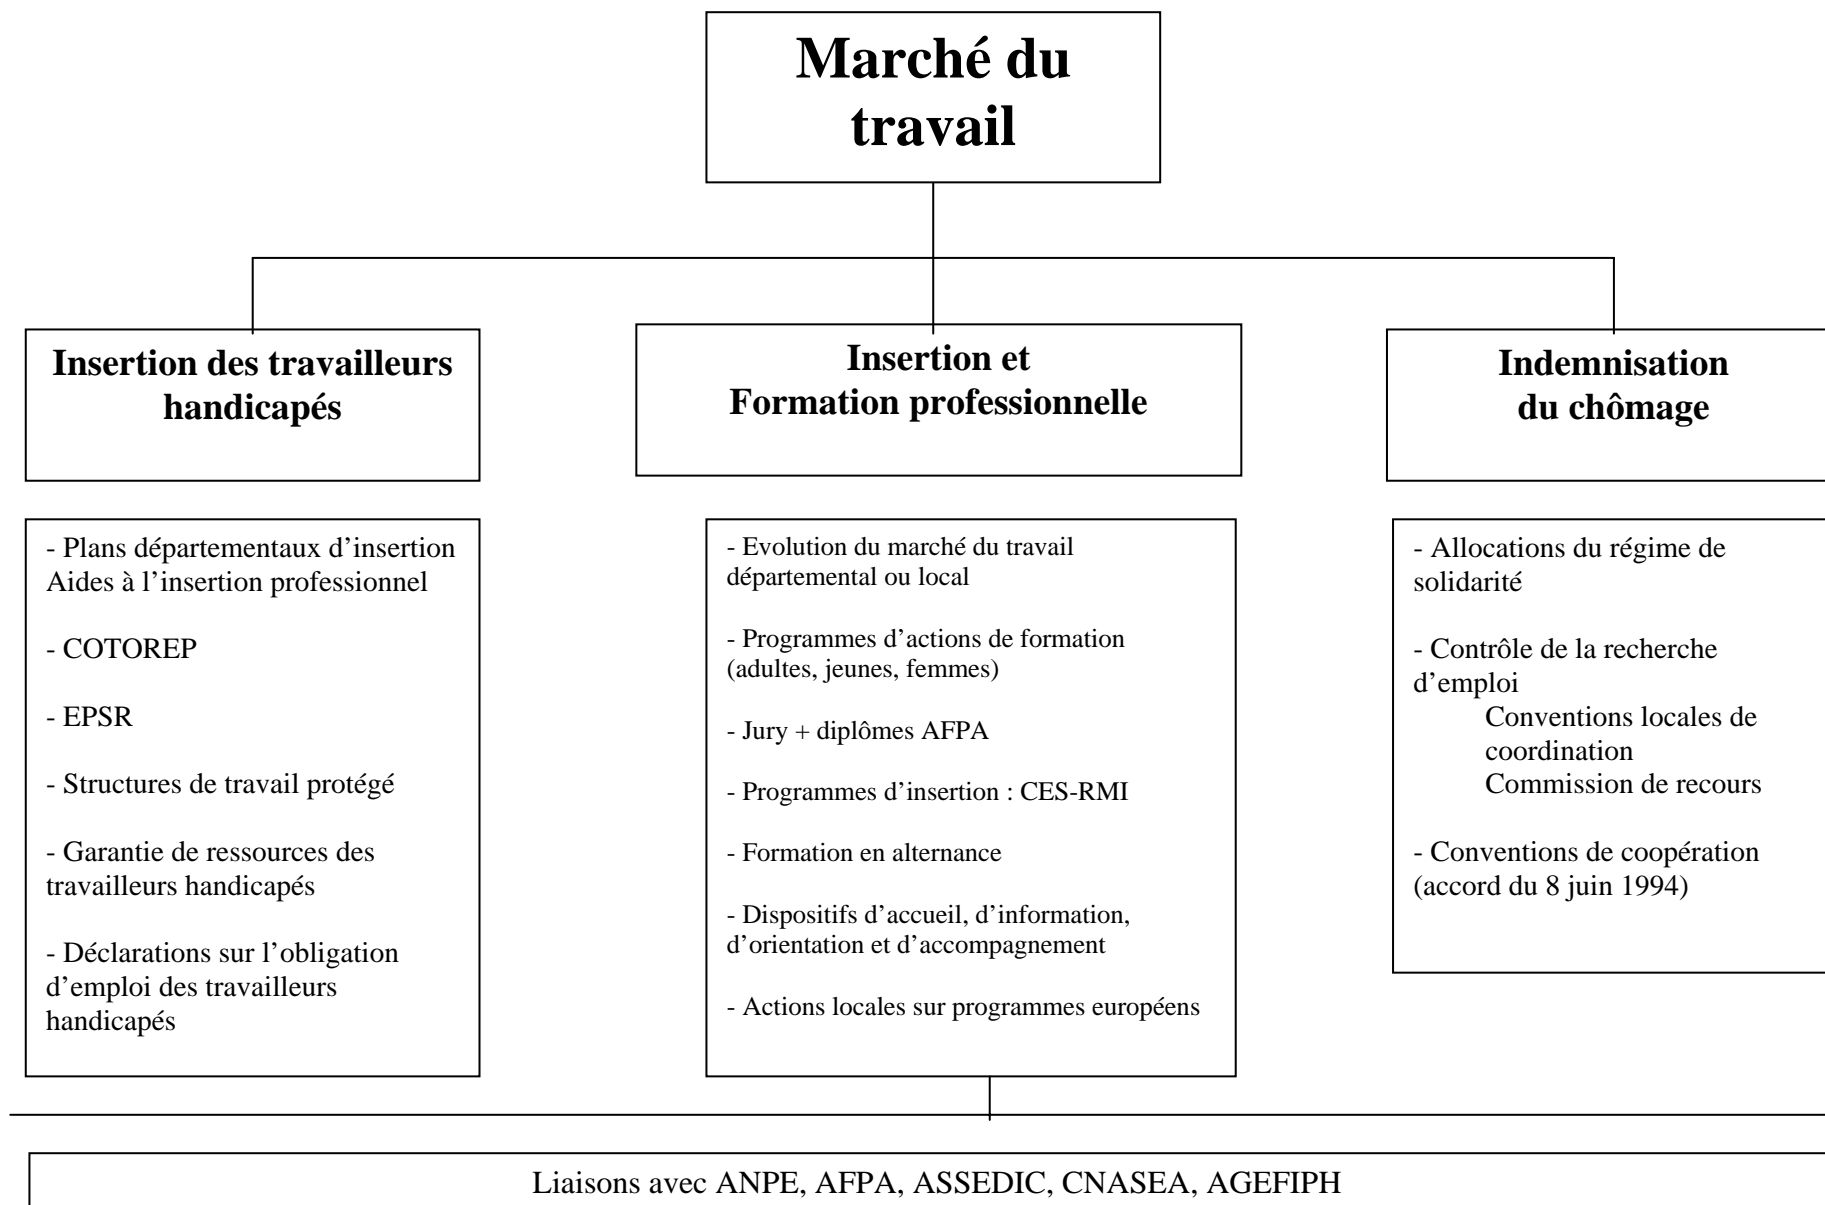 Marché du
travail
Insertion des travailleurs
handicapés
Insertion et
Formation professionnelle
Indemnisation
du chômage
- Plans départementaux d’insertion
Aides à l’insertion professionnel
- COTOREP
- EPSR
- Structures de travail protégé
- Garantie de ressources des
travailleurs handicapés
- Déclarations sur l’obligation
d’emploi des travailleurs
handicapés
- Evolution du marché du travail
départemental ou local
- Programmes d’actions de formation
(adultes, jeunes, femmes)
- Jury + diplômes AFPA
- Programmes d’insertion : CES-RMI
- Formation en alternance
- Dispositifs d’accueil, d’information,
d’orientation et d’accompagnement
- Actions locales sur programmes européens
- Allocations du régime de
solidarité
- Contrôle de la recherche
d’emploi
Conventions locales de
coordination
Commission de recours
- Conventions de coopération
(accord du 8 juin 1994)
Liaisons avec ANPE, AFPA, ASSEDIC, CNASEA, AGEFIPH